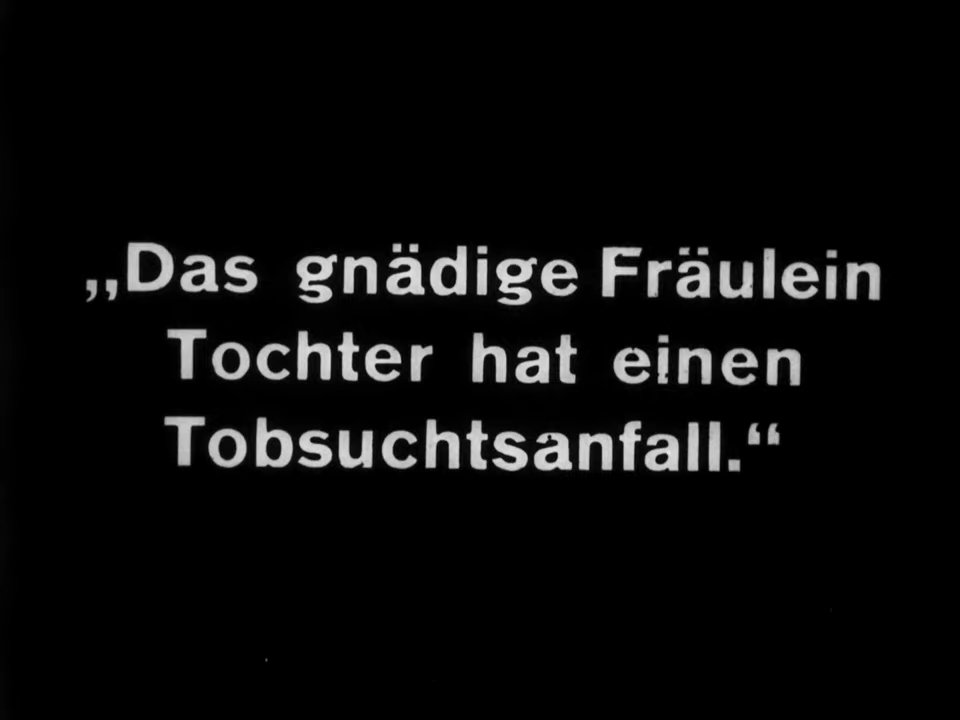 „Das gnädige Fräulein
Tochter hat einen
Tobsuchtsanfall.“